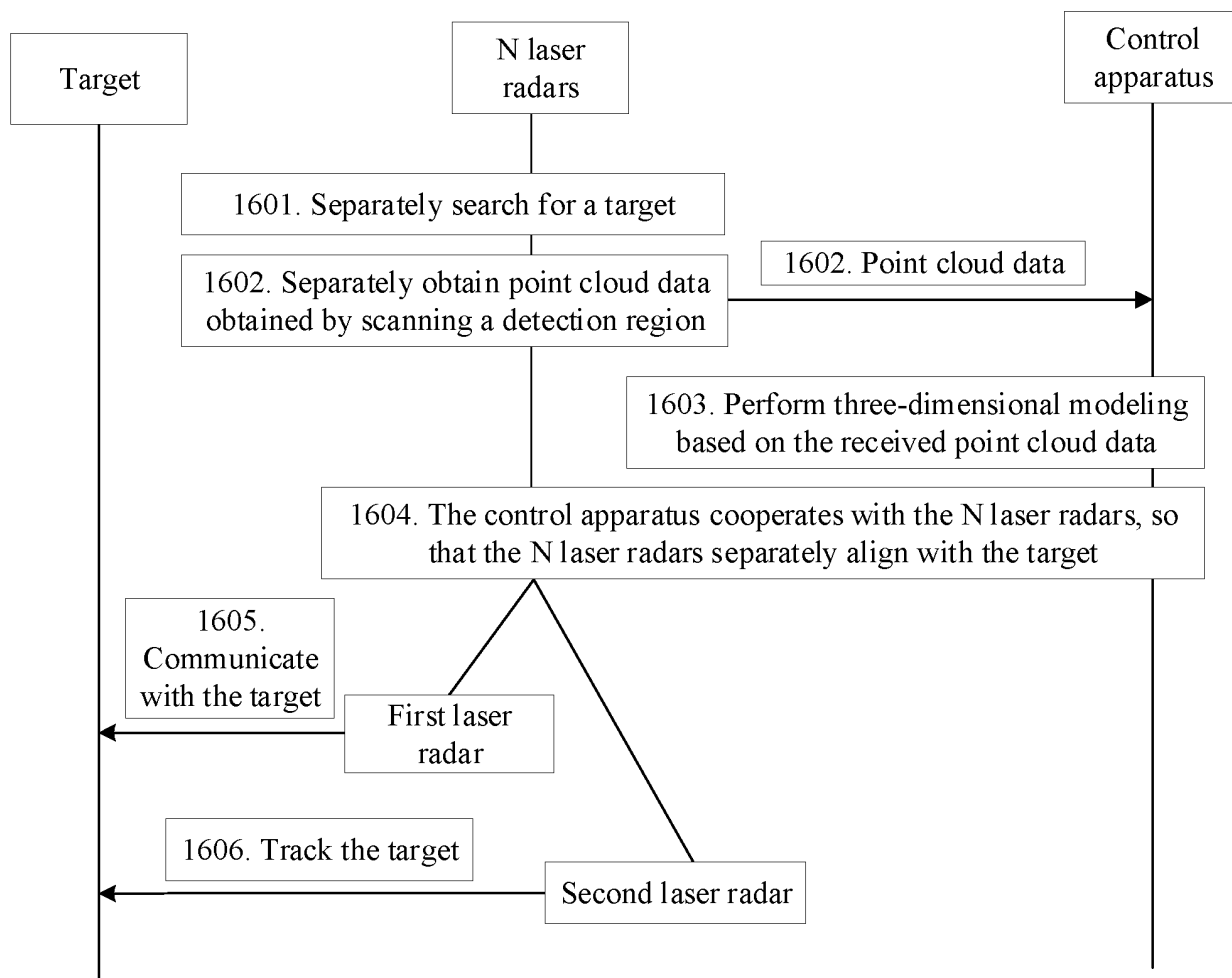 Target
N laser
radars
Control
apparatus
1601. Separately search for a target
1602. Separately obtain point cloud data
obtained by scanning a detection region
1602. Point cloud data
1603. Perform three-dimensional modeling
based on the received point cloud data
1604. The control apparatus cooperates with the N laser radars, so
that the N laser radars separately align with the target
1605.
Communicate
with the target
First laser
radar
1606. Track the target
Second laser radar